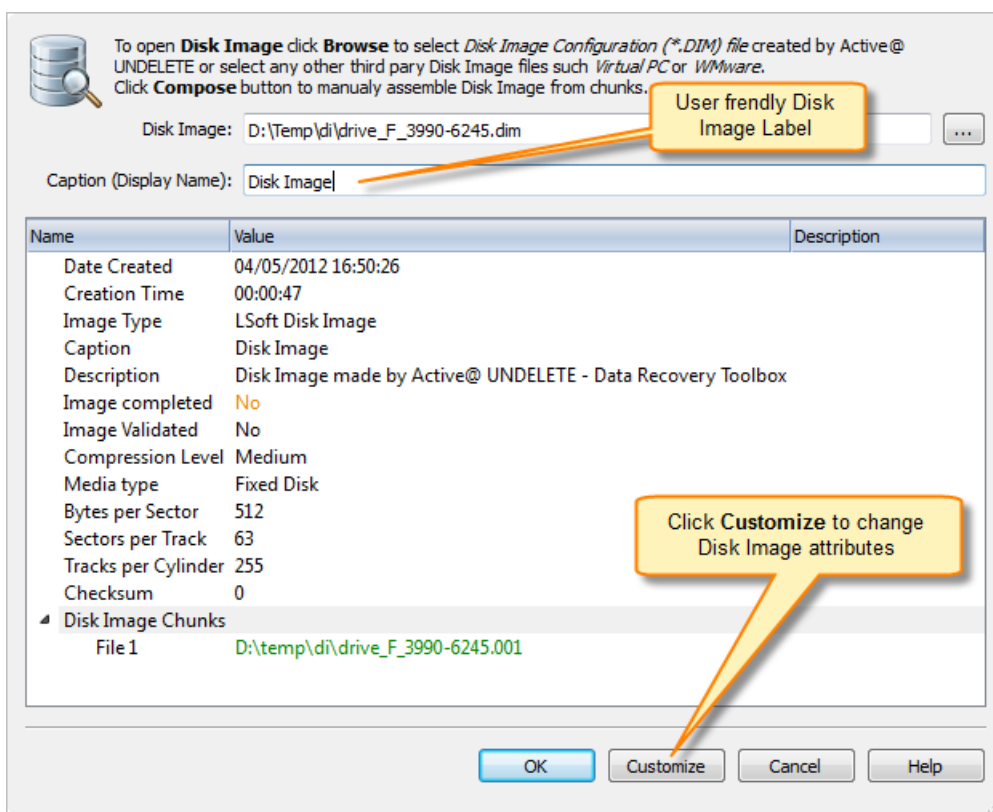 To open Disk Image click Browse to select Disk Image Configuration (*.DIM) file created by Active@
UNDELETE or select any other third pary Disk Image files such Virtual PC or WMware.
Click Compose button to manualy assemble Disk Image from chunks.
User frendly Disk
Image Label
Disk Image: D:\Temp\di\drive_F_3990-6245.dim ...
Caption (Display Name): Disk Image
Name Value Description
Date Created 04/05/2012 16:50:26
Creation Time 00:00:47
Image Type LSoft Disk Image
Caption Disk Image
Description Disk Image made by Active@ UNDELETE - Data Recovery Toolbox
Image completed No
Image Validated No
Compression Level Medium
Media type Fixed Disk
Bytes per Sector 512
Sectors per Track 63
Tracks per Cylinder 255
Checksum 0
Disk Image Chunks
File 1 D:\temp\di\drive_F_3990-6245.001
Click Customize to change
Disk Image attributes
OK Customize Cancel Help